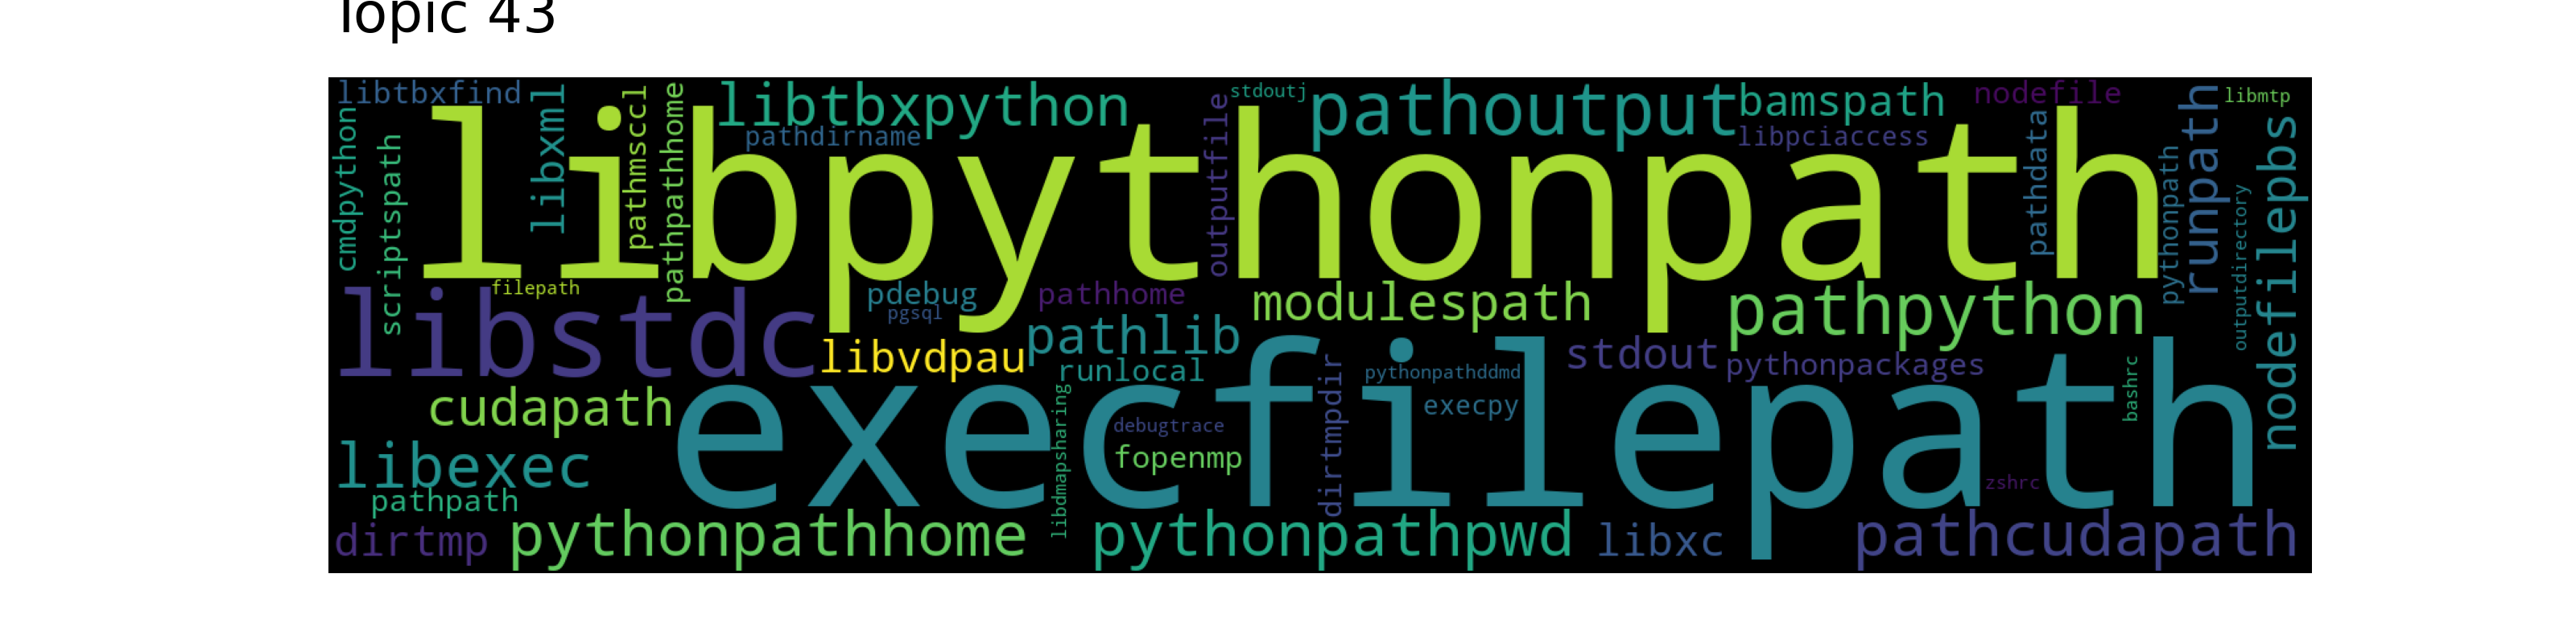 Topic 43
libtbxfind
libxml
pathmsccl
pathpathhome
libtbxpython
pathdirname
outputfile
stdoutj
pathoutput
bamspath
libpciaccess
nodefile
pathdata
libmtp
runpath
pythonpath
outputdirectory
nodefilepbs
cmdpython
scriptspath
libpythonpath
filepath
pdebug
pgsql
pathhome
modulespath
pathpython
libstdc
libvdpau
pathlib
runlocal
stdout
pythonpackages
pythonpathddmd
execpy
bashrc
cudapath
execfilepath
libdmapsharing
debugtrace
fopenmp
dirtmpdir
zshrc
libexec
pathpath
dirtmp
pythonpathhome
pythonpathpwd
libxc
pathcudapath